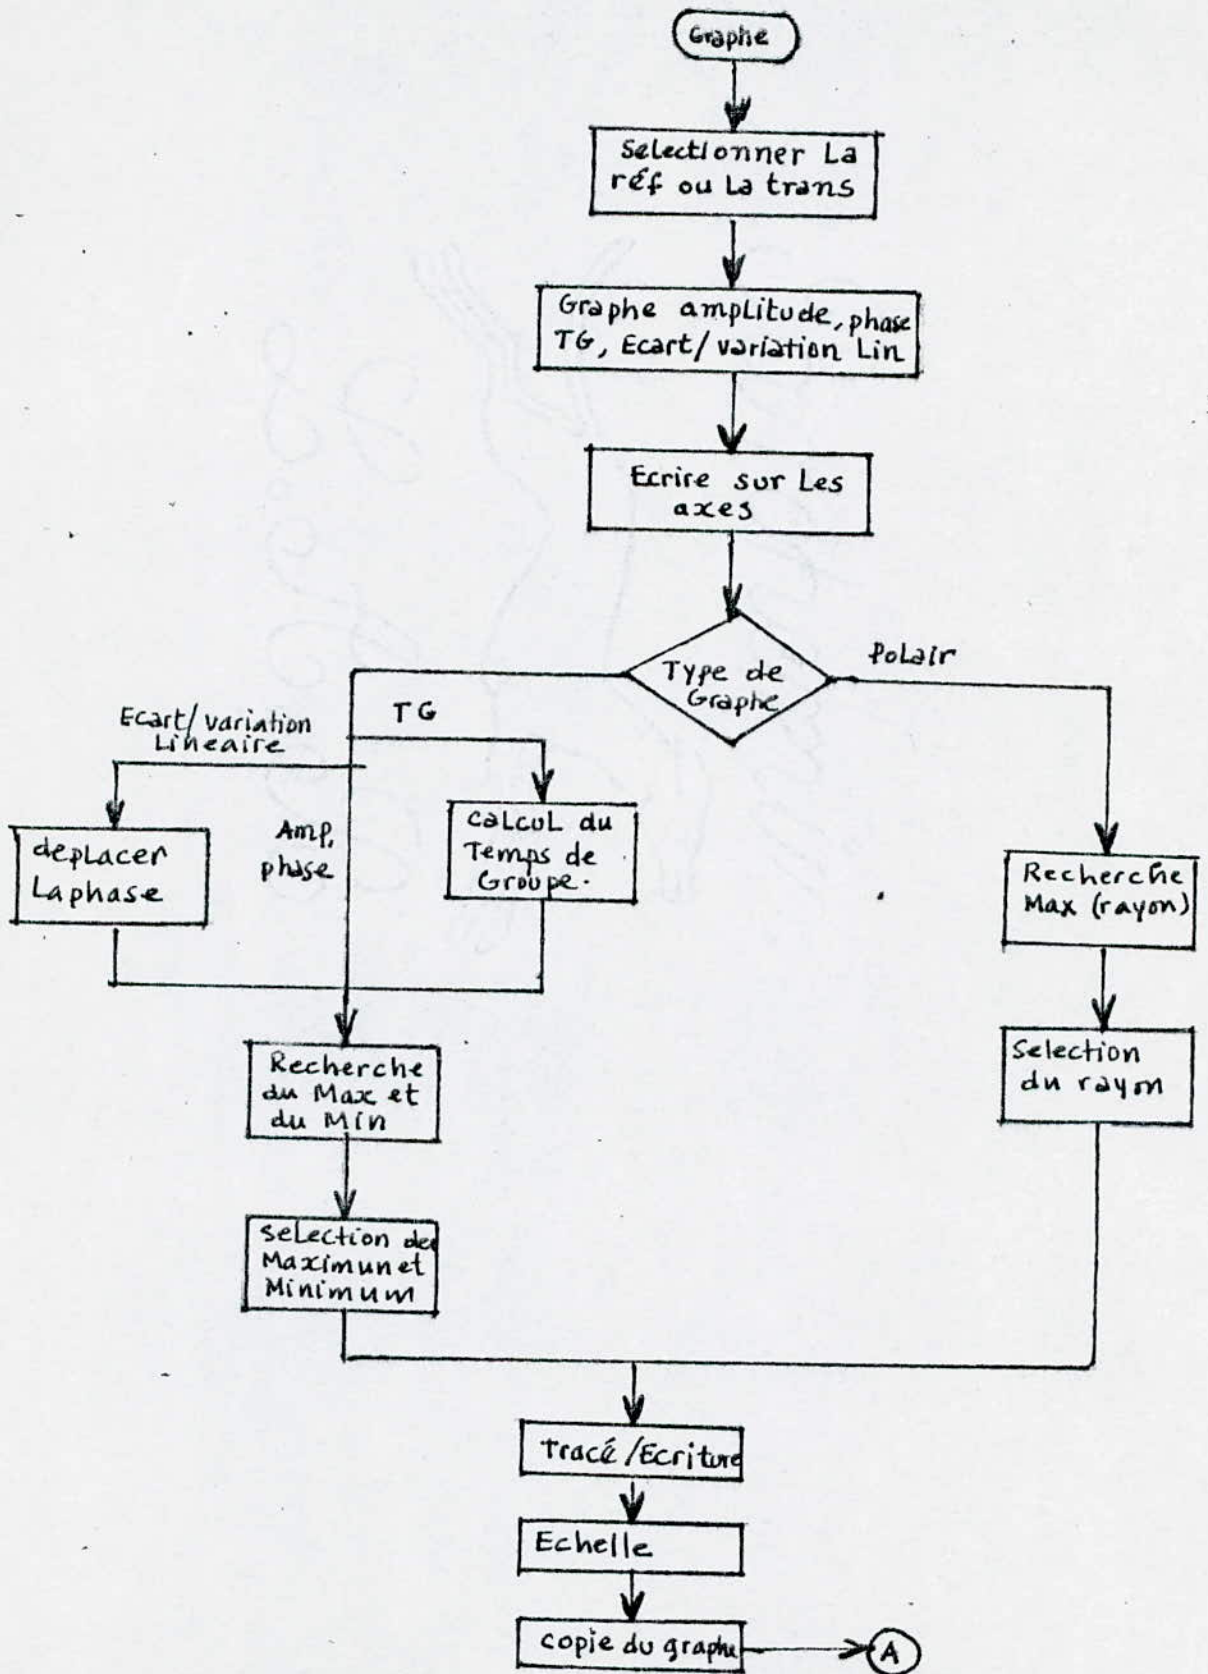 Graphe
Selectionner La
réf ou La trans
Graphe amplitude, phase
TG, Ecart/variation Lin
Ecrire sur Les
axes
Type de
Graphe
Polair
TG
Ecart/variation
Lineaire
Amp,
phase
deplacer
Laphase
calcul du
Temps de
Groupe.
Recherche
Max (rayon)
Selection
du rayon
Recherche
du Max et
du Min
selection des
Maximun et
Minimum
Tracé/Ecriture
Echelle
copie du graphe
A